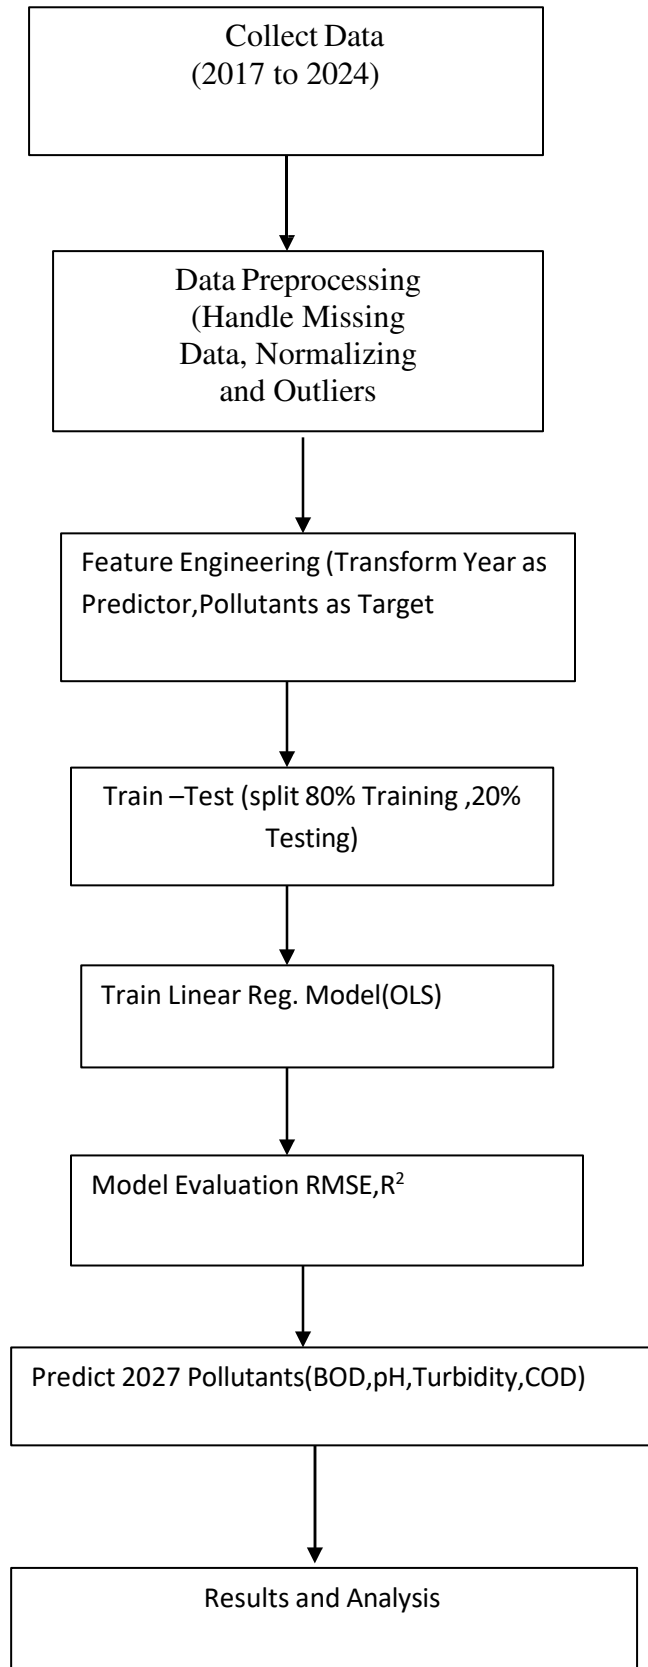 Collect Data
(2017 to 2024)
Data Preprocessing
(Handle Missing
Data, Normalizing
and Outliers
Feature Engineering (Transform Year as
Predictor,Pollutants as Target
Train –Test (split 80% Training ,20%
Testing)
Train Linear Reg. Model(OLS)
Model Evaluation RMSE,R²
Predict 2027 Pollutants(BOD,pH,Turbidity,COD)
Results and Analysis